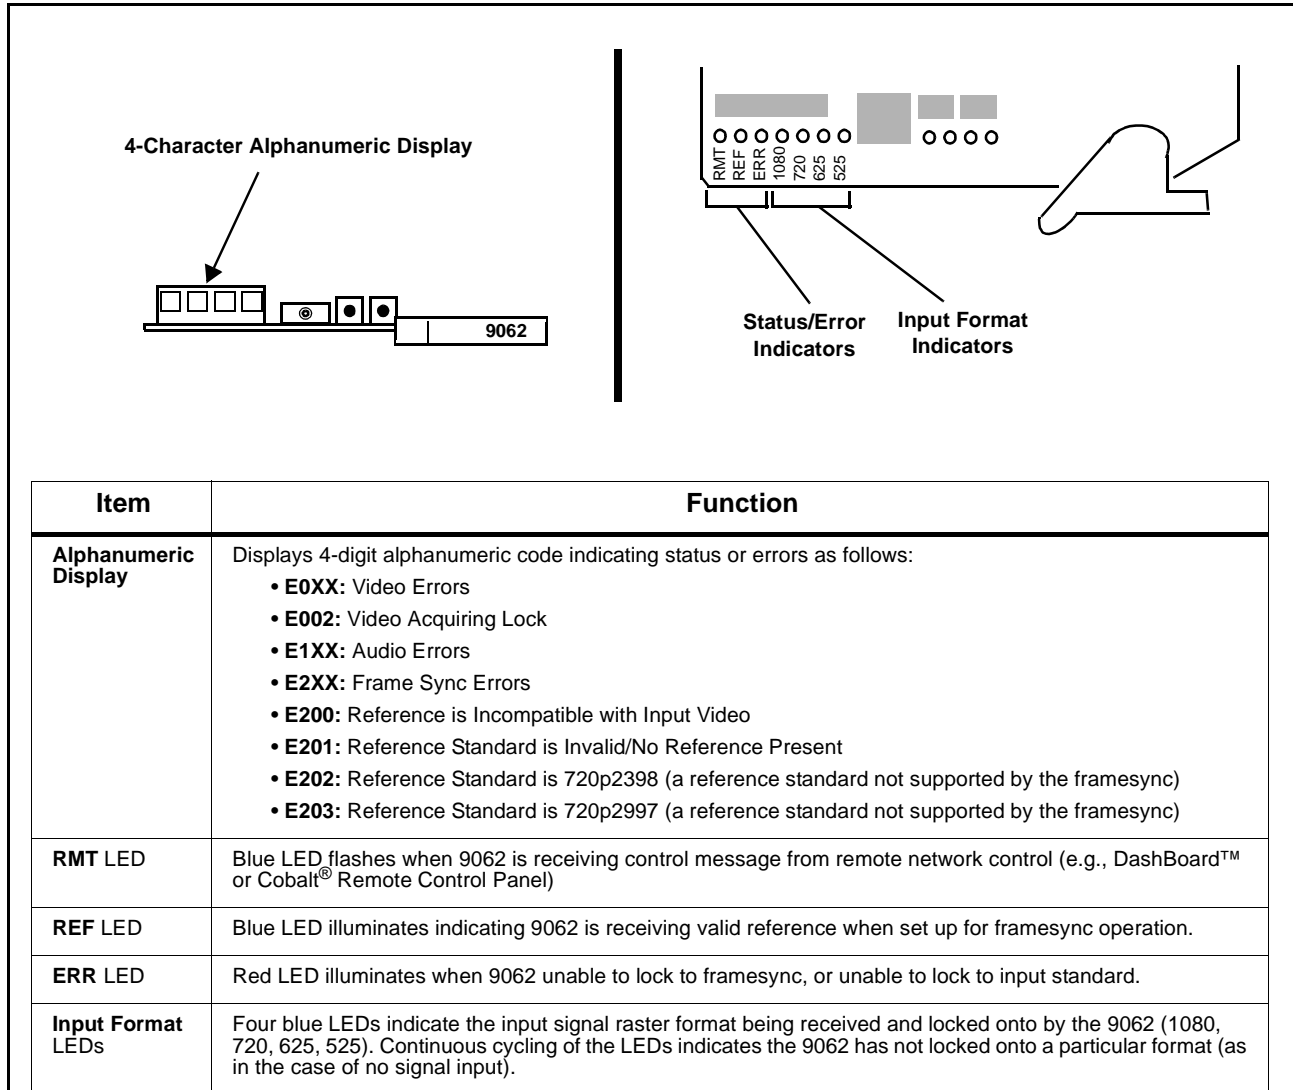 4-Character Alphanumeric Display
9062
RMT
REF
ERR
1080
720
625
525
Status/Error
Indicators
Input Format
Indicators
Item
Function
Alphanumeric
Display
Displays 4-digit alphanumeric code indicating status or errors as follows:
• E0XX: Video Errors
• E002: Video Acquiring Lock
• E1XX: Audio Errors
• E2XX: Frame Sync Errors
• E200: Reference is Incompatible with Input Video
• E201: Reference Standard is Invalid/No Reference Present
• E202: Reference Standard is 720p2398 (a reference standard not supported by the framesync)
• E203: Reference Standard is 720p2997 (a reference standard not supported by the framesync)
RMT LED
Blue LED flashes when 9062 is receiving control message from remote network control (e.g., DashBoard™
or Cobalt® Remote Control Panel)
REF LED
Blue LED illuminates indicating 9062 is receiving valid reference when set up for framesync operation.
ERR LED
Red LED illuminates when 9062 unable to lock to framesync, or unable to lock to input standard.
Input Format
LEDs
Four blue LEDs indicate the input signal raster format being received and locked onto by the 9062 (1080,
720, 625, 525). Continuous cycling of the LEDs indicates the 9062 has not locked onto a particular format (as
in the case of no signal input).